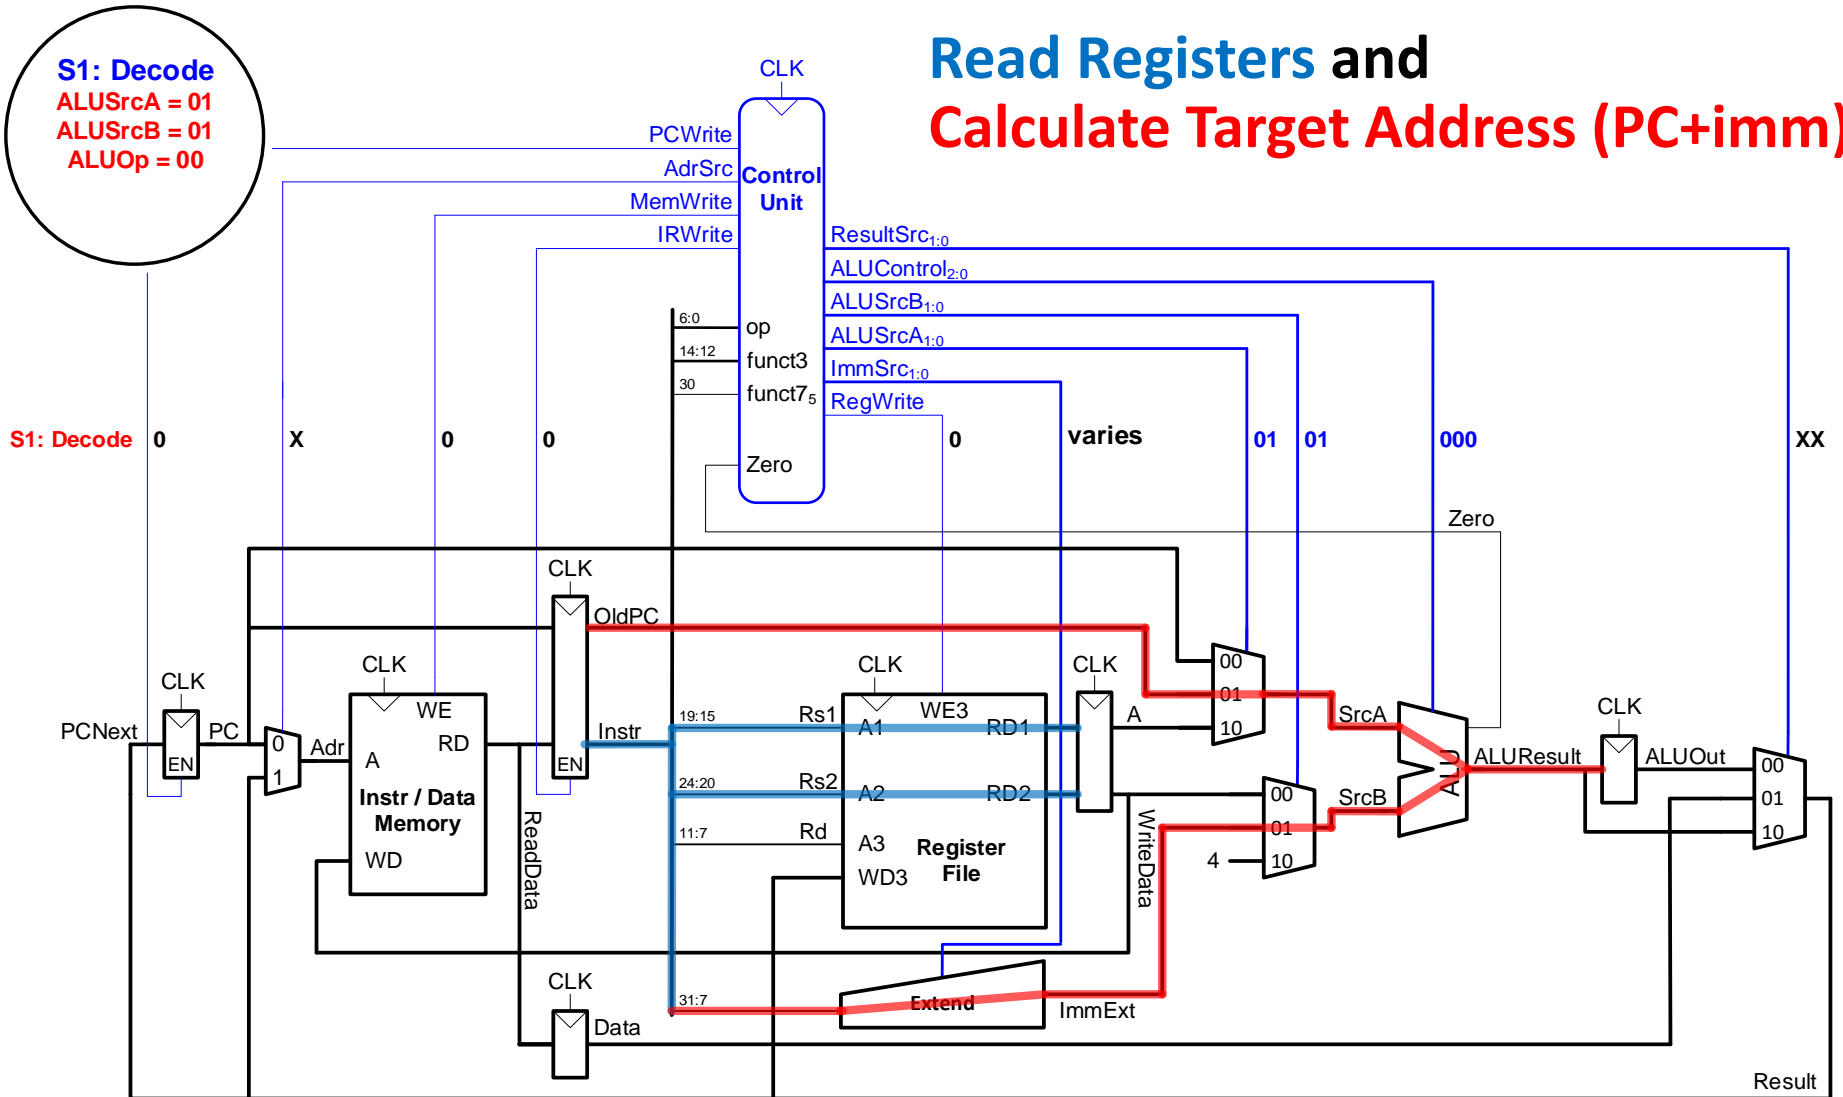 Read Registers and
Calculate Target Address (PC+imm)
S1: Decode
ALUSrcA = 01
ALUSrcB = 01
ALUOp = 00
CLK
PCWrite
AdrSrc
MemWrite
IRWrite
Control
Unit
ResultSrc1:0
ALUControl2:0
ALUSrcB1:0
ALUSrcA1:0
ImmSrc1:0
RegWrite
6:0
op
14:12
funct3
30
funct75
Zero
S1: Decode
0
X
0
0
0
varies
01
01
000
XX
Zero
CLK
OldPC
CLK
CLK
CLK
CLK
CLK
PCNext
EN
PC
0
1
Adr
WE
A
RD
Instr / Data
Memory
WD
ReadData
EN
Instr
19:15
Rs1
A1
WE3
RD1
A
24:20
Rs2
A2
RD2
11:7
Rd
A3
WD3
Register
File
WriteData
00
01
10
00
01
10
4
SrcA
SrcB
ALU
ALUResult
ALUOut
00
01
10
31:7
Extend
ImmExt
CLK
Data
Result